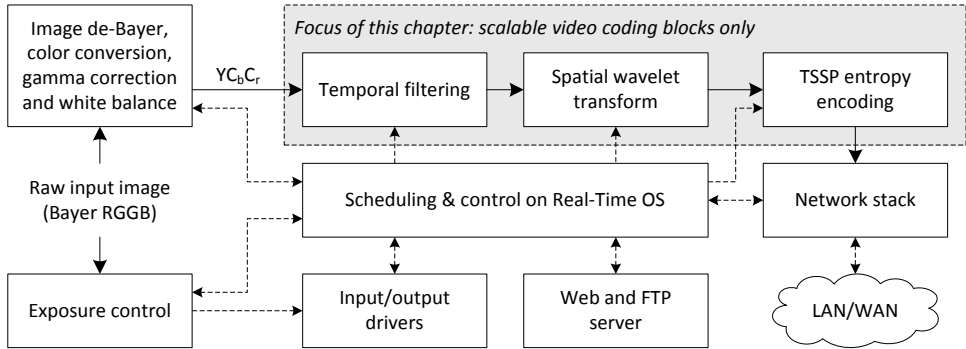 Image de-Bayer,
color conversion,
gamma correction
and white balance
Focus of this chapter: scalable video coding blocks only
YCbCr
Temporal filtering
Spatial wavelet
transform
TSSP entropy
encoding
Raw input image
(Bayer RGGB)
Scheduling & control on Real-Time OS
Network stack
Exposure control
Input/output
drivers
Web and FTP
server
LAN/WAN